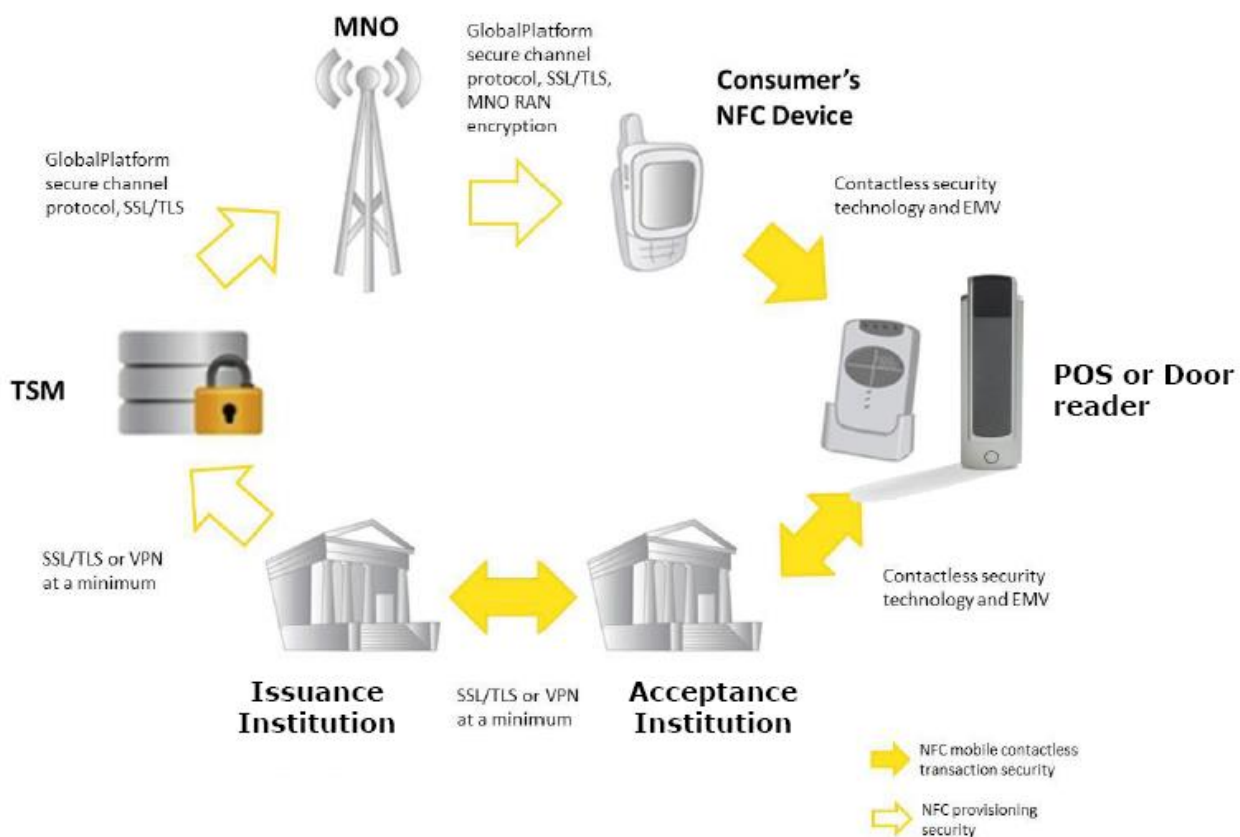 MNO
GlobalPlatform
secure channel
protocol, SSL/TLS,
MNO RAN
encryption
Consumer's
NFC Device
GlobalPlatform
secure channel
protocol, SSL/TLS
Contactless security
technology and EMV
TSM
POS or Door
reader
SSL/TLS or VPN
at a minimum
Contactless security
technology and EMV
Issuance
Institution
SSL/TLS or VPN
at a minimum
Acceptance
Institution
NFC mobile contactless
transaction security
NFC provisioning
security